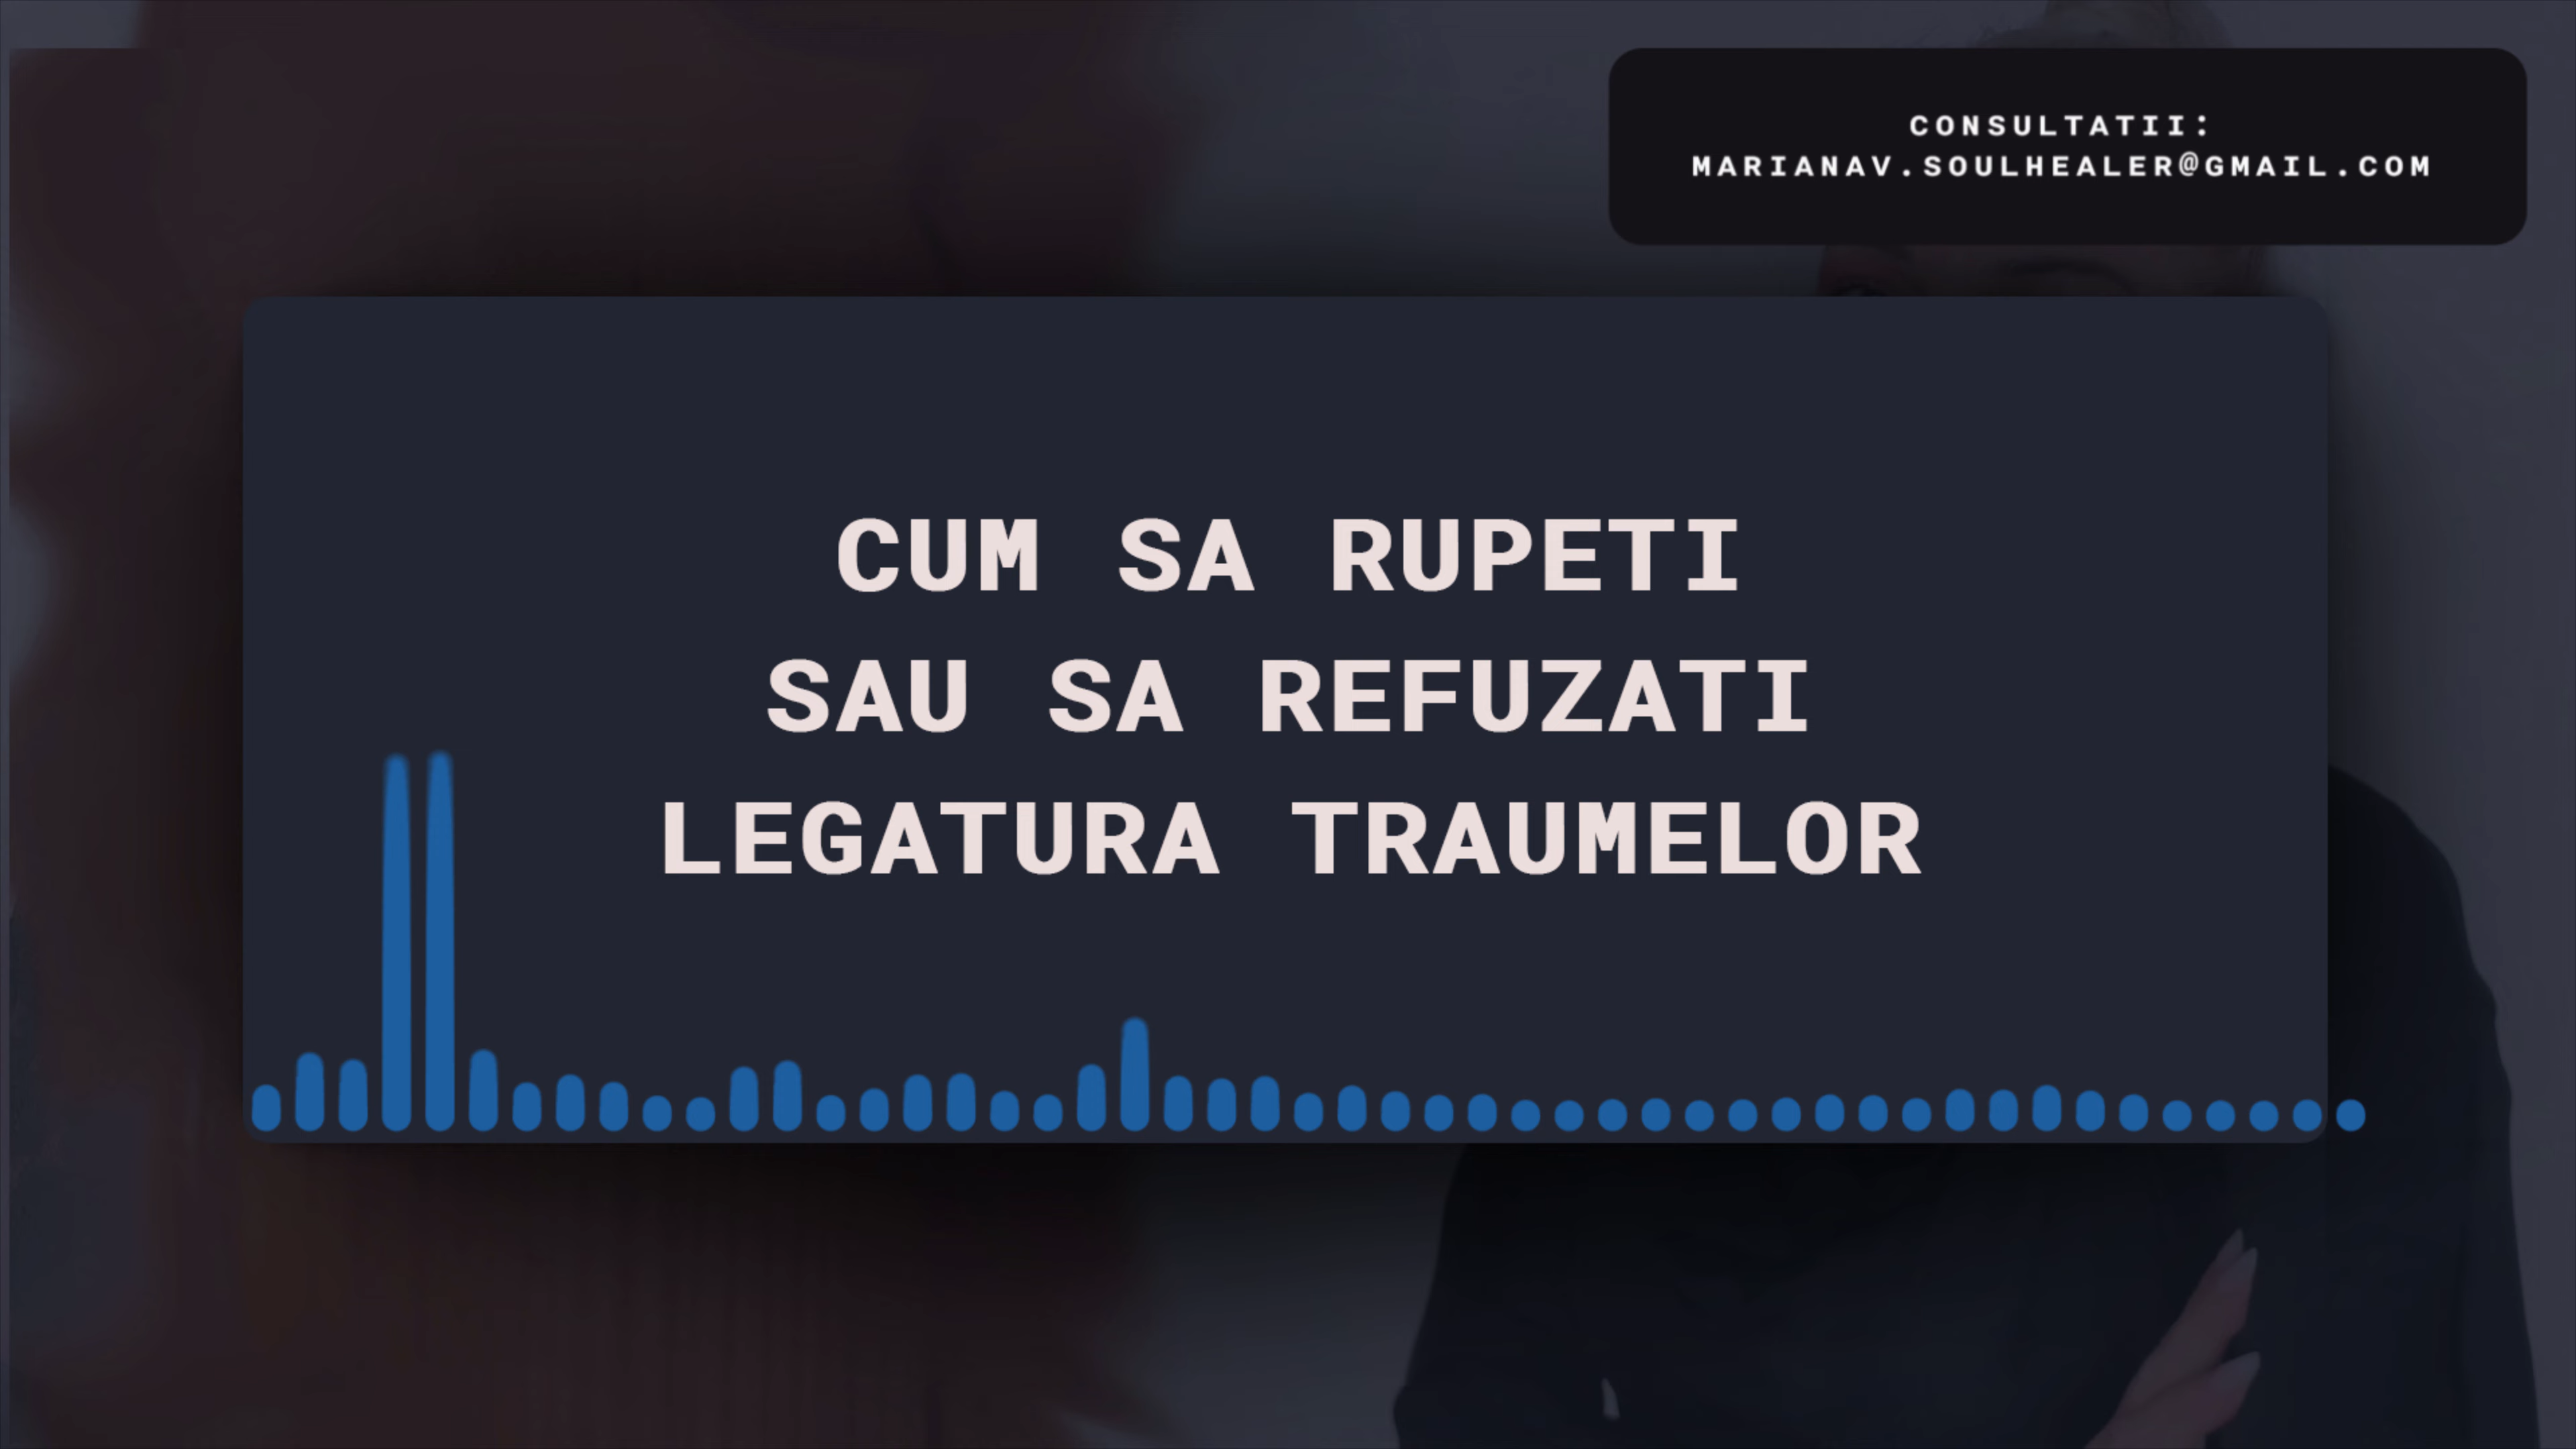 CONSULTATII:
MARIANAV.SOULHEALER@GMAIL.COM
CUM SA RUPETI
SAU SA REFUZATI
LEGATURA TRAUMELOR